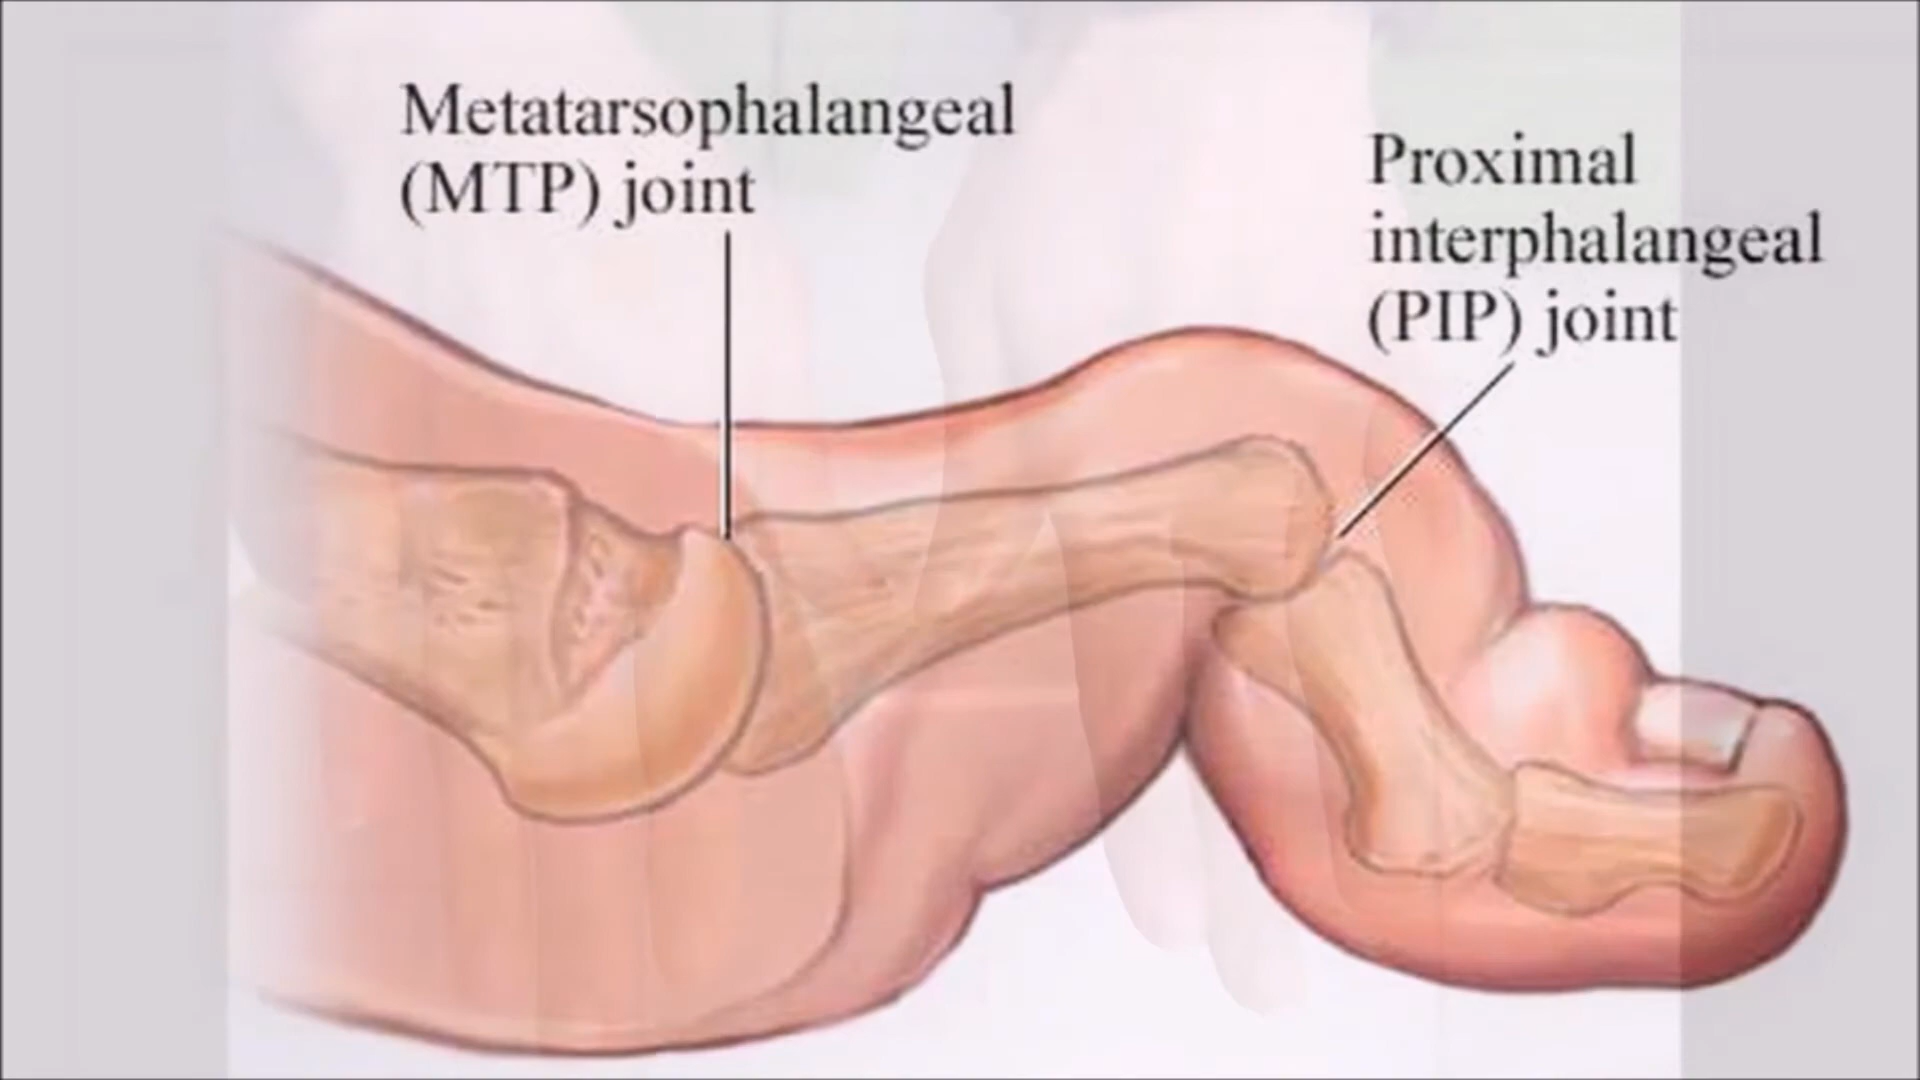 Metatarsophalangeal
(MTP) joint
Proximal
interphalangeal
(PIP) joint